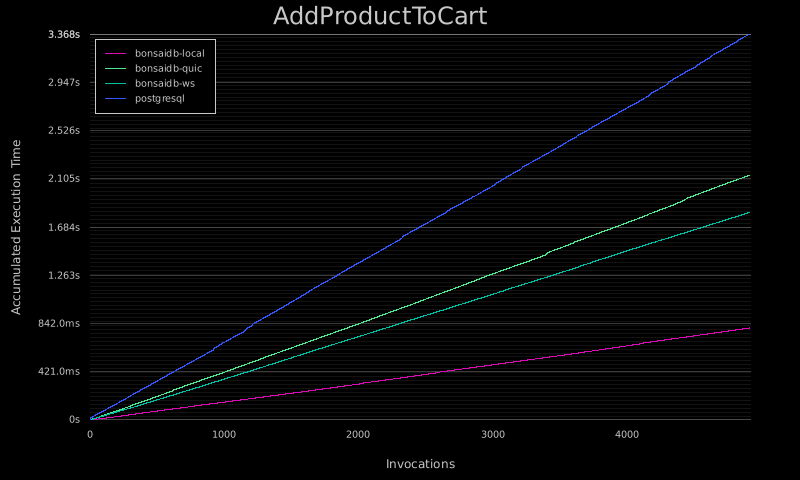 AddProductToCart
3.368s
2.947s
2.526s
2.105s
1.684s
1.263s
842.0ms
421.0ms
0s
Accumulated Execution Time
bonsaidb-local
bonsaidb-quic
bonsaidb-ws
postgresql
0 1000 2000 3000 4000
Invocations